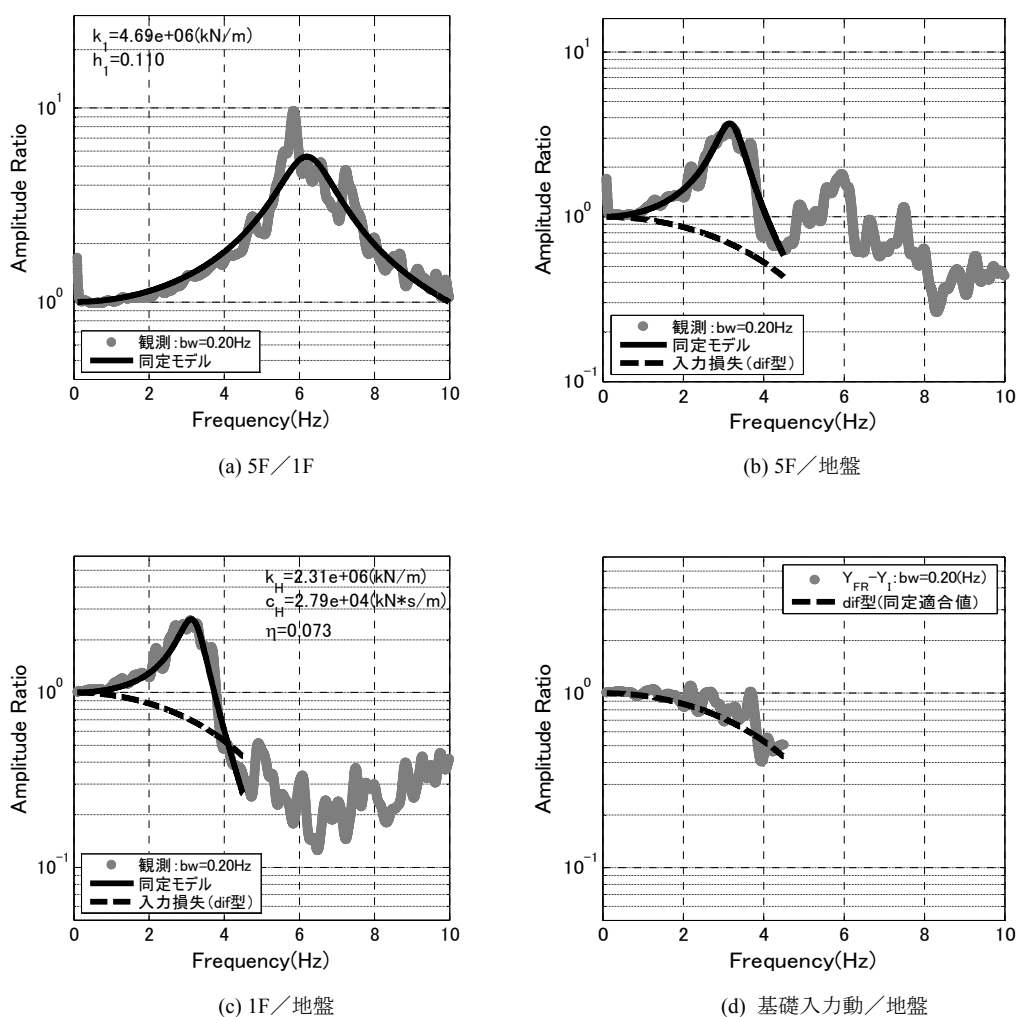 k1=4.69e+06(kN/m)
h1=0.110
10^1
10^0
Amplitude Ratio
観測:bw=0.20Hz
同定モデル
0 2 4 6 8 10
Frequency(Hz)
(a) 5F／1F
10^1
10^0
10^-1
Amplitude Ratio
観測:bw=0.20Hz
同定モデル
入力損失(dif型)
0 2 4 6 8 10
Frequency(Hz)
(b) 5F／地盤
kH=2.31e+06(kN/m)
cH=2.79e+04(kN*s/m)
η=0.073
10^0
10^-1
Amplitude Ratio
観測:bw=0.20Hz
同定モデル
入力損失(dif型)
0 2 4 6 8 10
Frequency(Hz)
(c) 1F／地盤
YFR-YI:bw=0.20(Hz)
dif型(同定適合値)
10^0
10^-1
Amplitude Ratio
0 2 4 6 8 10
Frequency(Hz)
(d) 基礎入力動／地盤